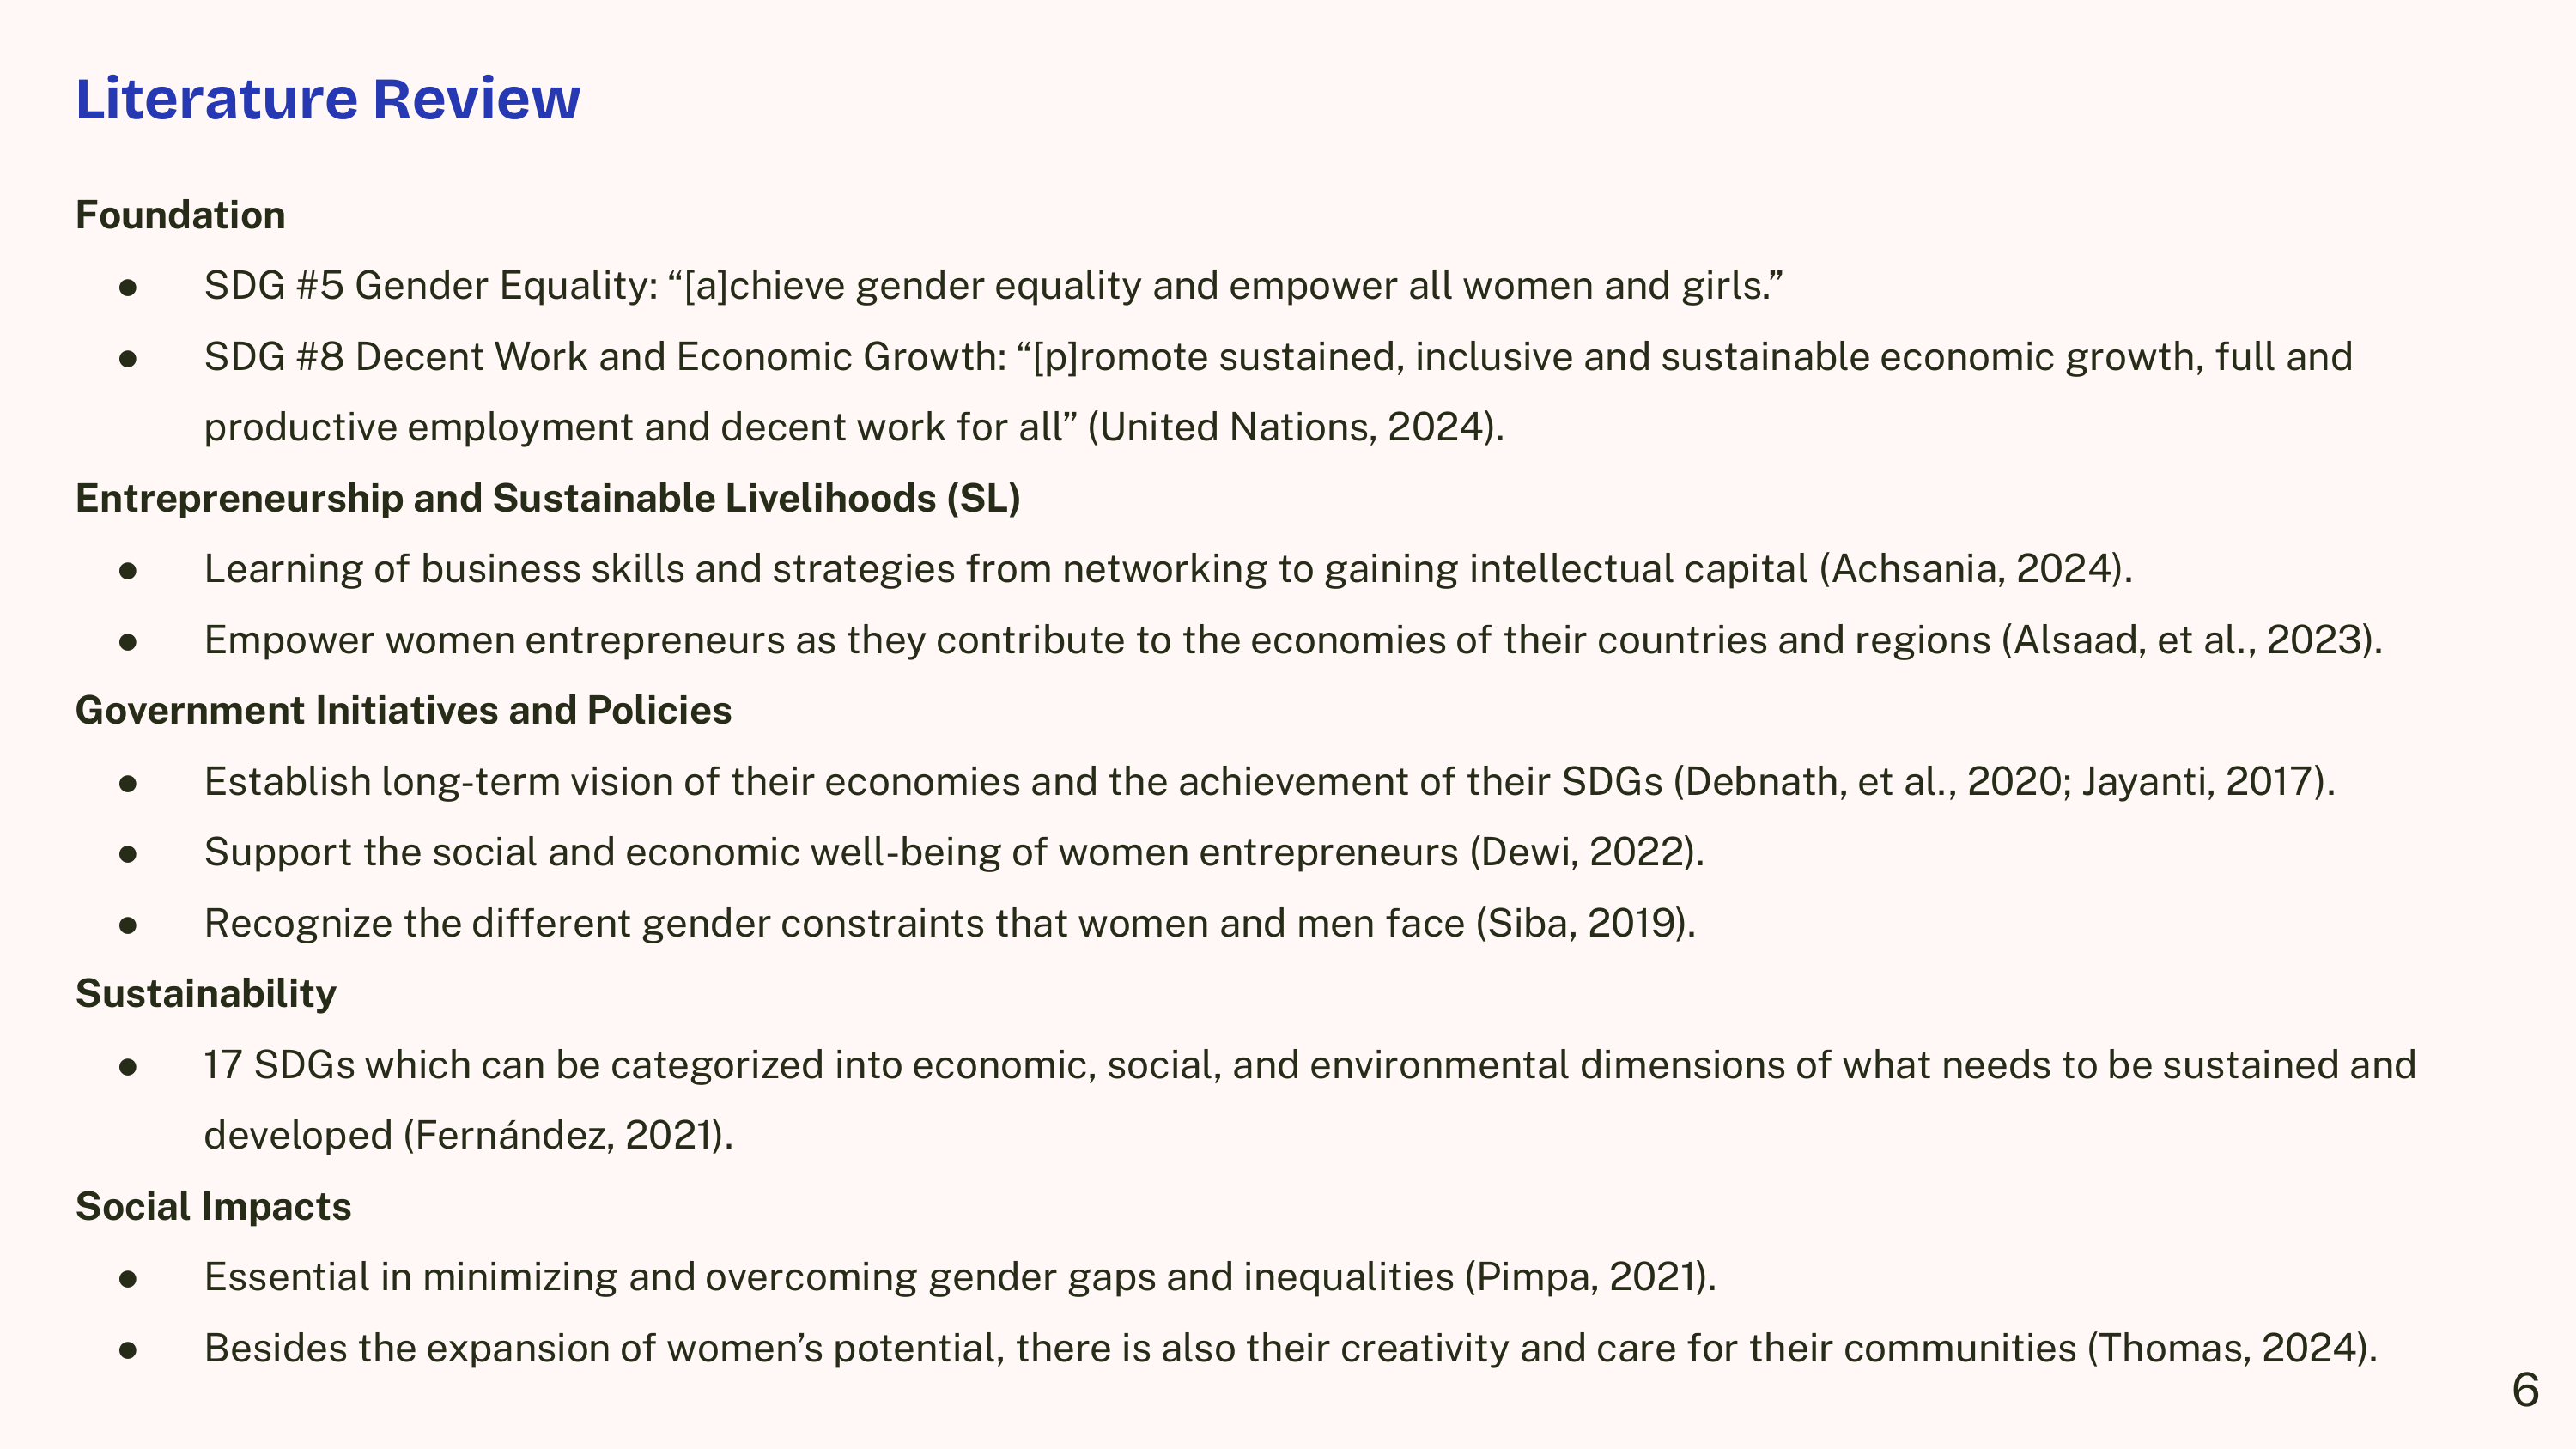 Literature Review
Foundation
● SDG #5 Gender Equality: “[a]chieve gender equality and empower all women and girls.”
● SDG #8 Decent Work and Economic Growth: “[p]romote sustained, inclusive and sustainable economic growth, full and
productive employment and decent work for all” (United Nations, 2024).
Entrepreneurship and Sustainable Livelihoods (SL)
● Learning of business skills and strategies from networking to gaining intellectual capital (Achsania, 2024).
● Empower women entrepreneurs as they contribute to the economies of their countries and regions (Alsaad, et al., 2023).
Government Initiatives and Policies
● Establish long-term vision of their economies and the achievement of their SDGs (Debnath, et al., 2020; Jayanti, 2017).
● Support the social and economic well-being of women entrepreneurs (Dewi, 2022).
● Recognize the different gender constraints that women and men face (Siba, 2019).
Sustainability
● 17 SDGs which can be categorized into economic, social, and environmental dimensions of what needs to be sustained and
developed (Fernández, 2021).
Social Impacts
● Essential in minimizing and overcoming gender gaps and inequalities (Pimpa, 2021).
● Besides the expansion of women’s potential, there is also their creativity and care for their communities (Thomas, 2024).
6